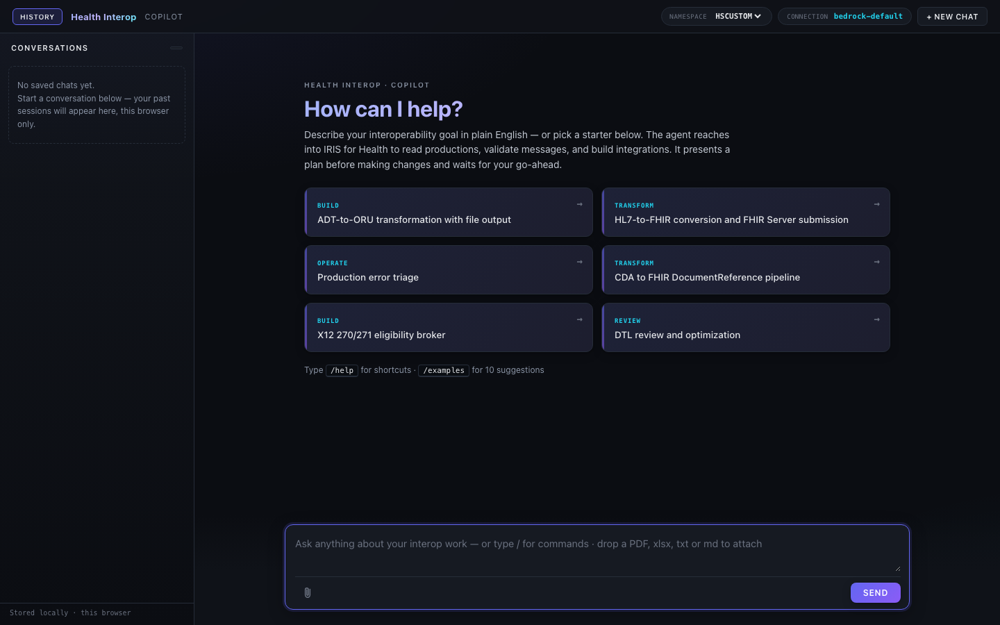 HISTORY
Health Interop COPILOT
NAMESPACE HSCUSTOM
CONNECTION bedrock-default
+ NEW CHAT
CONVERSATIONS
No saved chats yet.
Start a conversation below — your past
sessions will appear here, this browser
only.
Stored locally · this browser
HEALTH INTEROP · COPILOT
How can I help?
Describe your interoperability goal in plain English — or pick a starter below. The agent reaches
into IRIS for Health to read productions, validate messages, and build integrations. It presents a
plan before making changes and waits for your go-ahead.
BUILD →
ADT-to-ORU transformation with file output
TRANSFORM →
HL7-to-FHIR conversion and FHIR Server submission
OPERATE →
Production error triage
TRANSFORM →
CDA to FHIR DocumentReference pipeline
BUILD →
X12 270/271 eligibility broker
REVIEW →
DTL review and optimization
Type /help for shortcuts · /examples for 10 suggestions
Ask anything about your interop work — or type / for commands · drop a PDF, xlsx, txt or md to attach
SEND